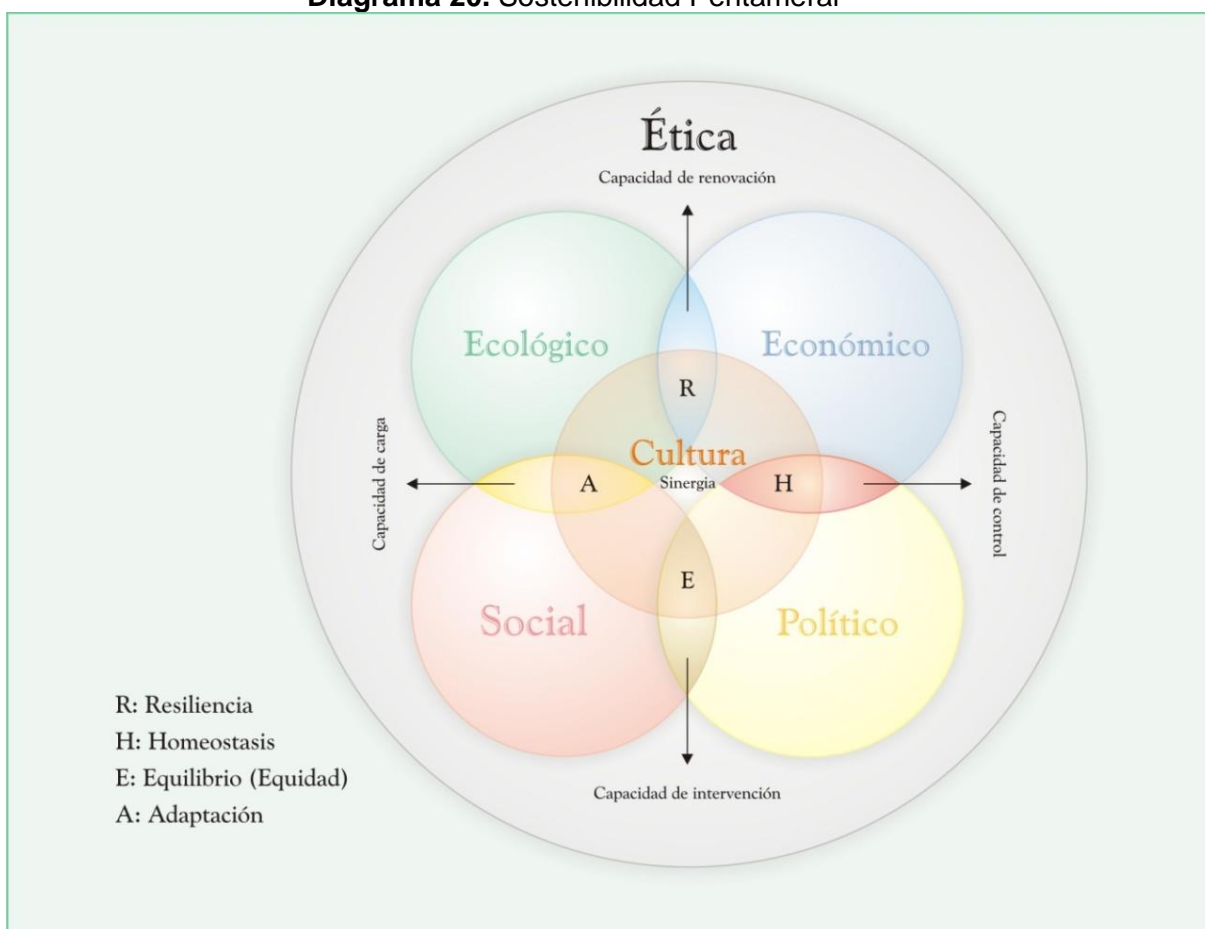 Diagrama 20. Sostenibilidad Pentameral
Ética
Capacidad de renovación
Ecológico
Económico
R
Capacidad de carga
Cultura
Capacidad de control
A
Sinergia
H
E
Social
Político
R: Resiliencia
H: Homeostasis
E: Equilibrio (Equidad)
A: Adaptación
Capacidad de intervención